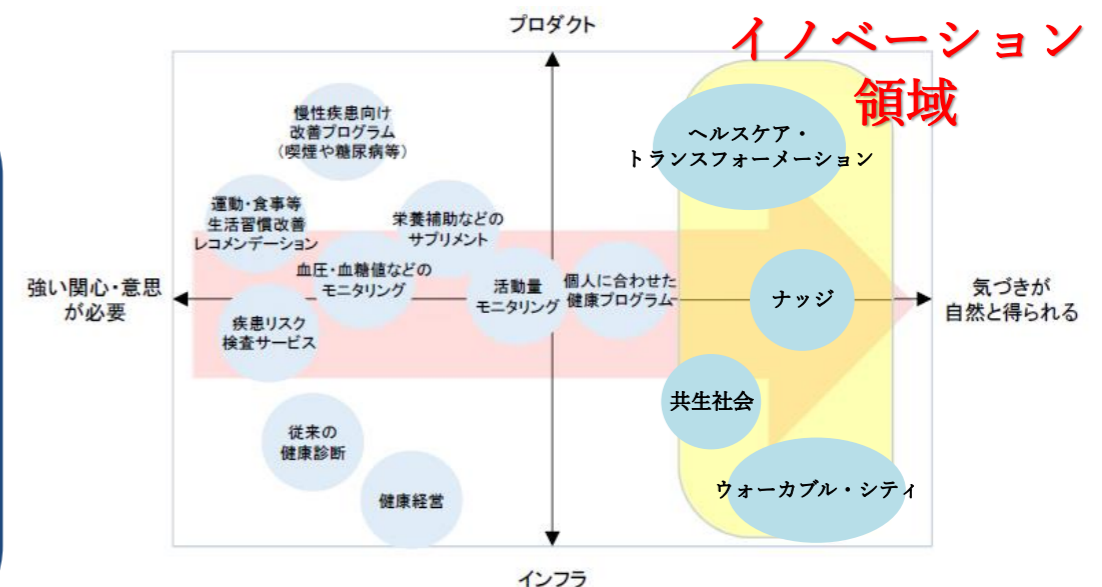 プロダクト
イノベーション
領域
慢性疾患向け
改善プログラム
(喫煙や糖尿病等)
ヘルスケア・
トランスフォーメーション
運動・食事等
生活習慣改善
レコメンデーション
栄養補助などの
サプリメント
血圧・血糖値などの
モニタリング
活動量
モニタリング
個人に合わせた
健康プログラム
ナッジ
強い関心・意思
が必要
気づきが
自然と得られる
疾患リスク
検査サービス
共生社会
従来の
健康診断
健康経営
ウォーカブル・シティ
インフラ